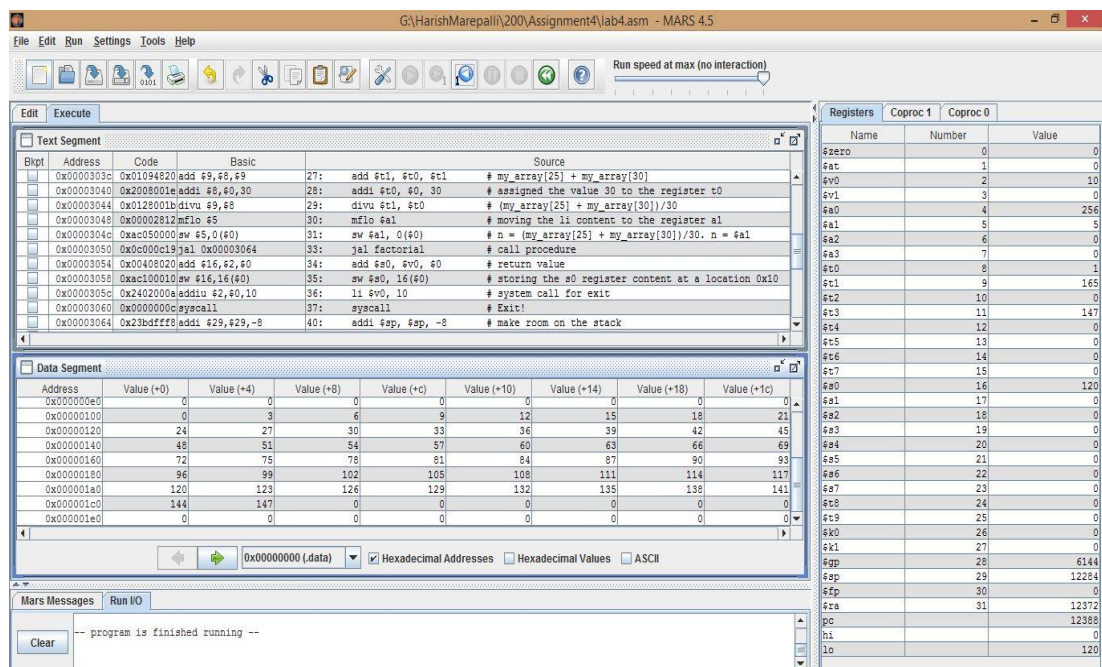 G:\HarishMarepalli\200\Assignment4\lab4.asm - MARS 4.5
File Edit Run Settings Tools Help
Run speed at max (no interaction)
Edit Execute
Text Segment
Bkpt Address Code Basic Source
0x0000303c 0x01094820 add $9,$8,$9 27: add $t1, $t0, $t1 # my_array[25] + my_array[30]
0x00003040 0x2008001e addi $8,$0,30 28: addi $t0, $0, 30 # assigned the value 30 to the register t0
0x00003044 0x0128001b divu $9,$8 29: divu $t1, $t0 # (my_array[25] + my_array[30])/30
0x00003048 0x00002812 mflo $5 30: mflo $a1 # moving the li content to the register a1
0x0000304c 0xac050000 sw $5,0($0) 31: sw $a1, 0($0) # n = (my_array[25] + my_array[30])/30. n = $a1
0x00003050 0x0c000c19 jal 0x00003064 33: jal factorial # call procedure
0x00003054 0x00408020 add $16,$2,$0 34: add $s0, $v0, $0 # return value
0x00003058 0xac100010 sw $16,16($0) 35: sw $s0, 16($0) # storing the s0 register content at a location 0x10
0x0000305c 0x2402000a addiu $2,$0,10 36: li $v0, 10 # system call for exit
0x00003060 0x0000000c syscall 37: syscall # Exit!
0x00003064 0x23bdfff8 addi $29,$29,-8 40: addi $sp, $sp, -8 # make room on the stack
Data Segment
Address Value (+0) Value (+4) Value (+8) Value (+c) Value (+10) Value (+14) Value (+18) Value (+1c)
0x000000e0 0 0 0 0 0 0 0 0
0x00000100 0 3 6 9 12 15 18 21
0x00000120 24 27 30 33 36 39 42 45
0x00000140 48 51 54 57 60 63 66 69
0x00000160 72 75 78 81 84 87 90 93
0x00000180 96 99 102 105 108 111 114 117
0x000001a0 120 123 126 129 132 135 138 141
0x000001c0 144 147 0 0 0 0 0 0
0x000001e0 0 0 0 0 0 0 0 0
0x00000000 (.data) Hexadecimal Addresses Hexadecimal Values ASCII
Mars Messages Run I/O
Clear
-- program is finished running --
Registers Coproc 1 Coproc 0
Name Number Value
$zero 0 0
$at 1 0
$v0 2 10
$v1 3 0
$a0 4 256
$a1 5 5
$a2 6 0
$a3 7 0
$t0 8 1
$t1 9 165
$t2 10 0
$t3 11 147
$t4 12 0
$t5 13 0
$t6 14 0
$t7 15 0
$s0 16 120
$s1 17 0
$s2 18 0
$s3 19 0
$s4 20 0
$s5 21 0
$s6 22 0
$s7 23 0
$t8 24 0
$t9 25 0
$k0 26 0
$k1 27 0
$gp 28 6144
$sp 29 12284
$fp 30 0
$ra 31 12372
pc 12388
hi 0
lo 120